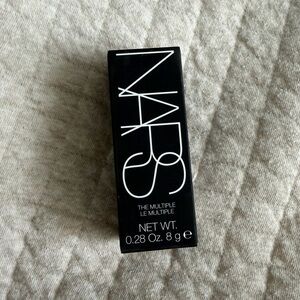 NARS
THE MULTIPLE
LE MULTIPLE
NET WT.
0.28 Oz. 8 g ℮